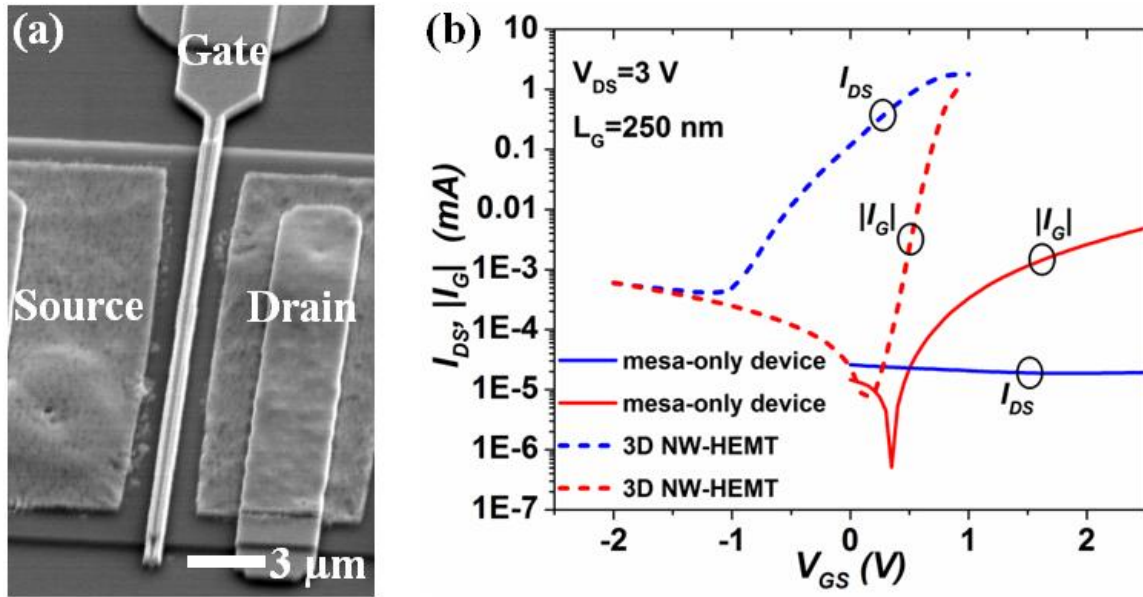 (a)
Gate
Source
Drain
3 μm
(b)
V_DS=3 V
L_G=250 nm
I_DS
|I_G|
|I_G|
I_DS
mesa-only device
mesa-only device
3D NW-HEMT
3D NW-HEMT
I_DS, |I_G| (mA)
10
1
0.1
0.01
1E-3
1E-4
1E-5
1E-6
1E-7
-2
-1
0
1
2
V_GS (V)